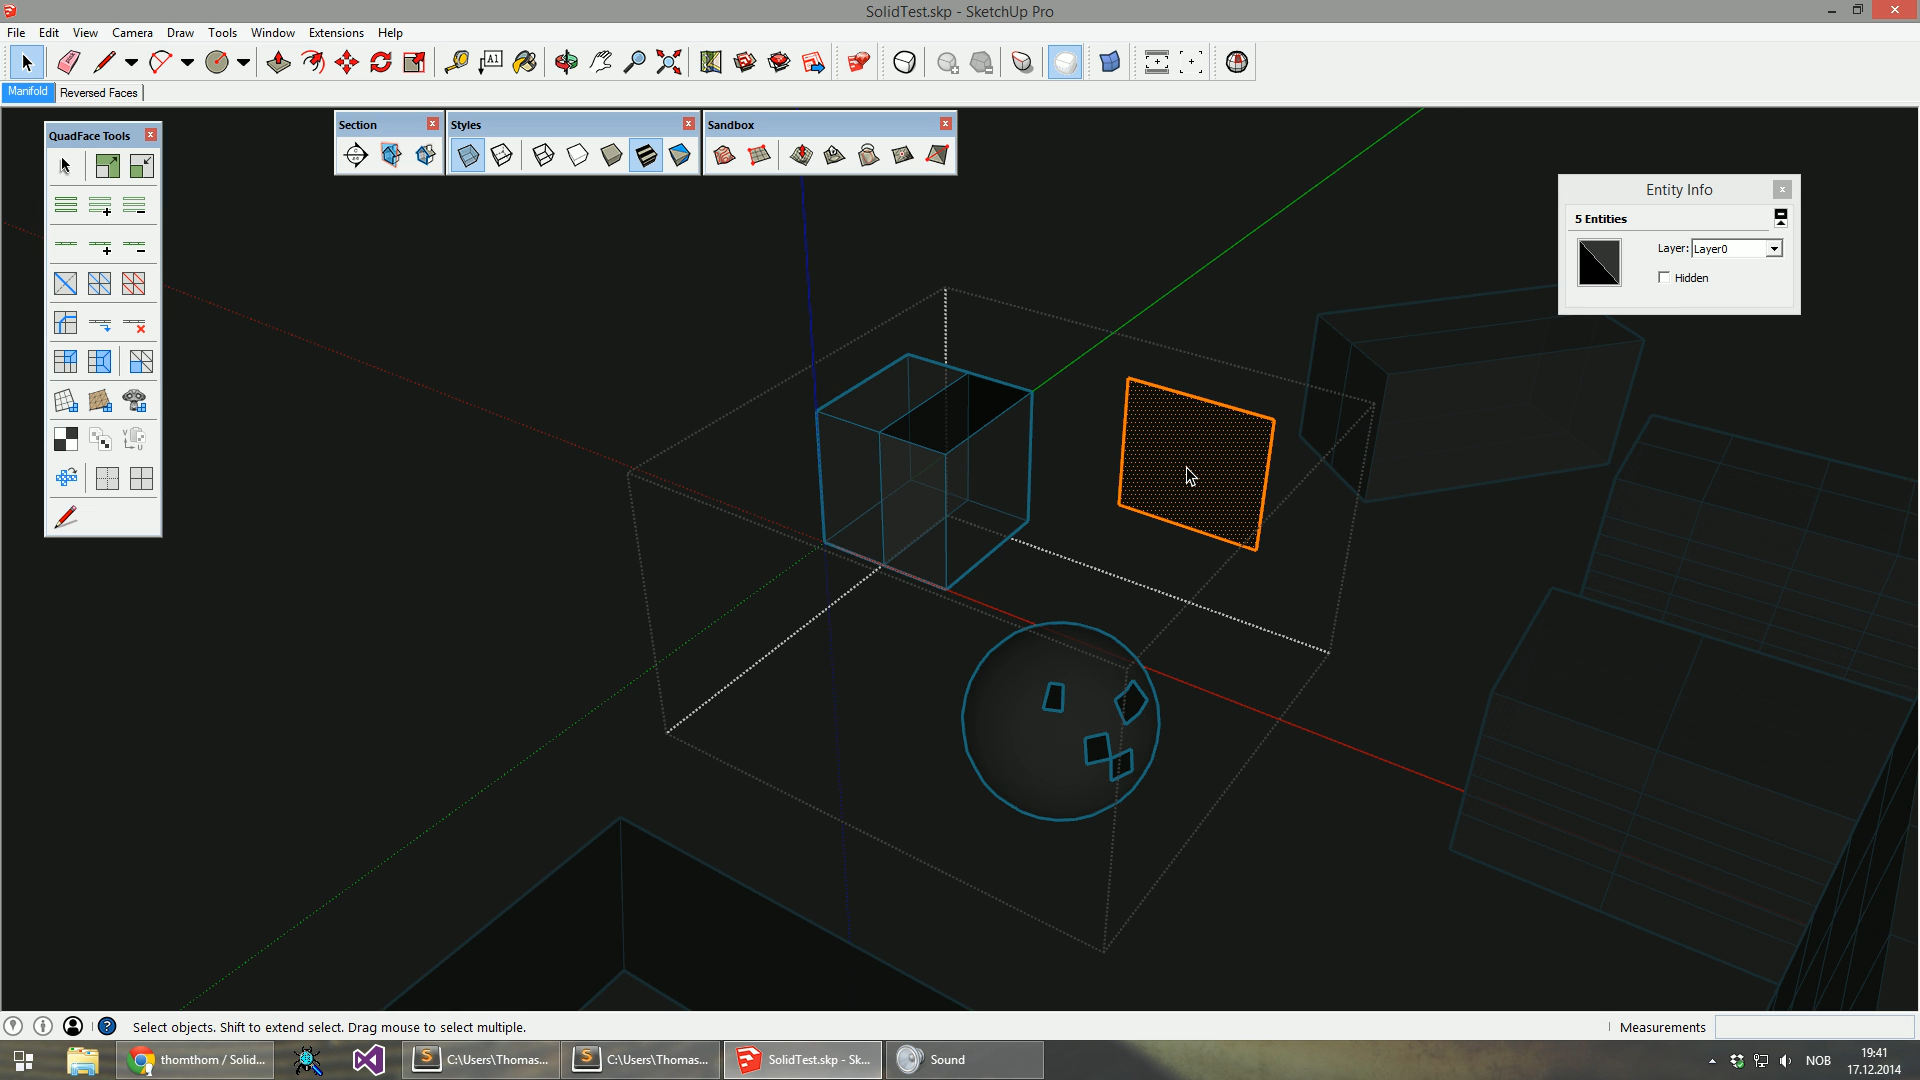 SolidTest.skp - SketchUp Pro
File Edit View Camera Draw Tools Window Extensions Help
A1
Manifold Reversed Faces
QuadFace Tools
Section
Styles
Sandbox
Entity Info
5 Entities
Layer: Layer0
Hidden
Select objects. Shift to extend select. Drag mouse to select multiple.
Measurements
thomthom / Solid...
C:\Users\Thomas...
C:\Users\Thomas...
SolidTest.skp - Sk...
Sound
NOB
19:41
17.12.2014